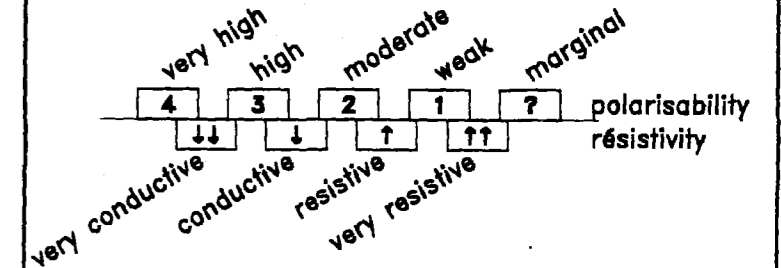 very high high moderate weak marginal
4 3 2 1 ? polarisability
↓↓ ↓ ↑ ↑↑ résistivity
very conductive conductive resistive very resistive